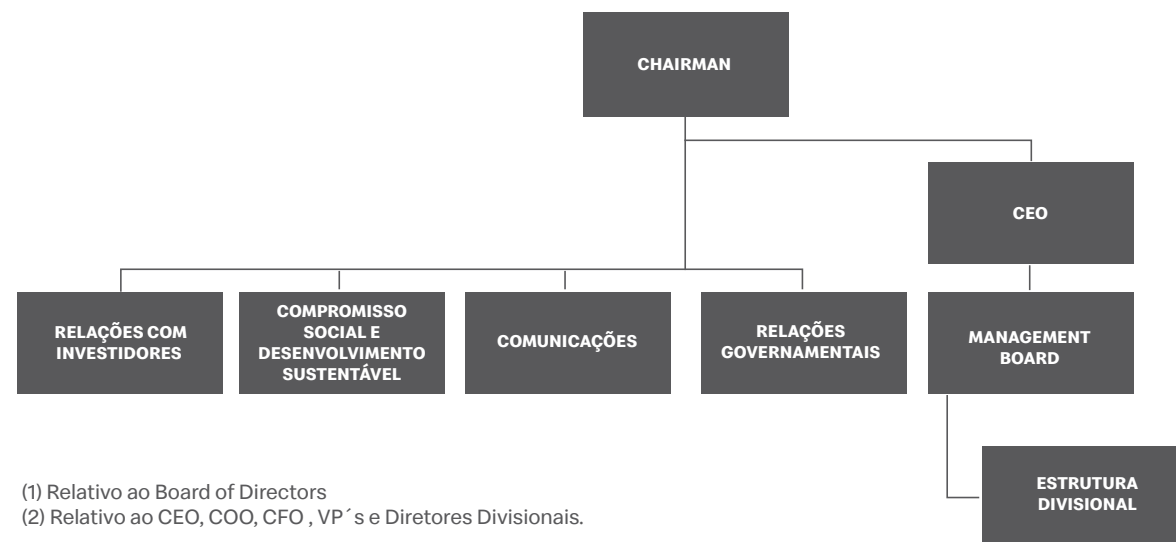 CHAIRMAN
CEO
RELAÇÕES COM
INVESTIDORES
COMPROMISSO
SOCIAL E
DESENVOLVIMENTO
SUSTENTÁVEL
COMUNICAÇÕES
RELAÇÕES
GOVERNAMENTAIS
MANAGEMENT
BOARD
ESTRUTURA
DIVISIONAL
(1) Relativo ao Board of Directors
(2) Relativo ao CEO, COO, CFO , VP´s e Diretores Divisionais.